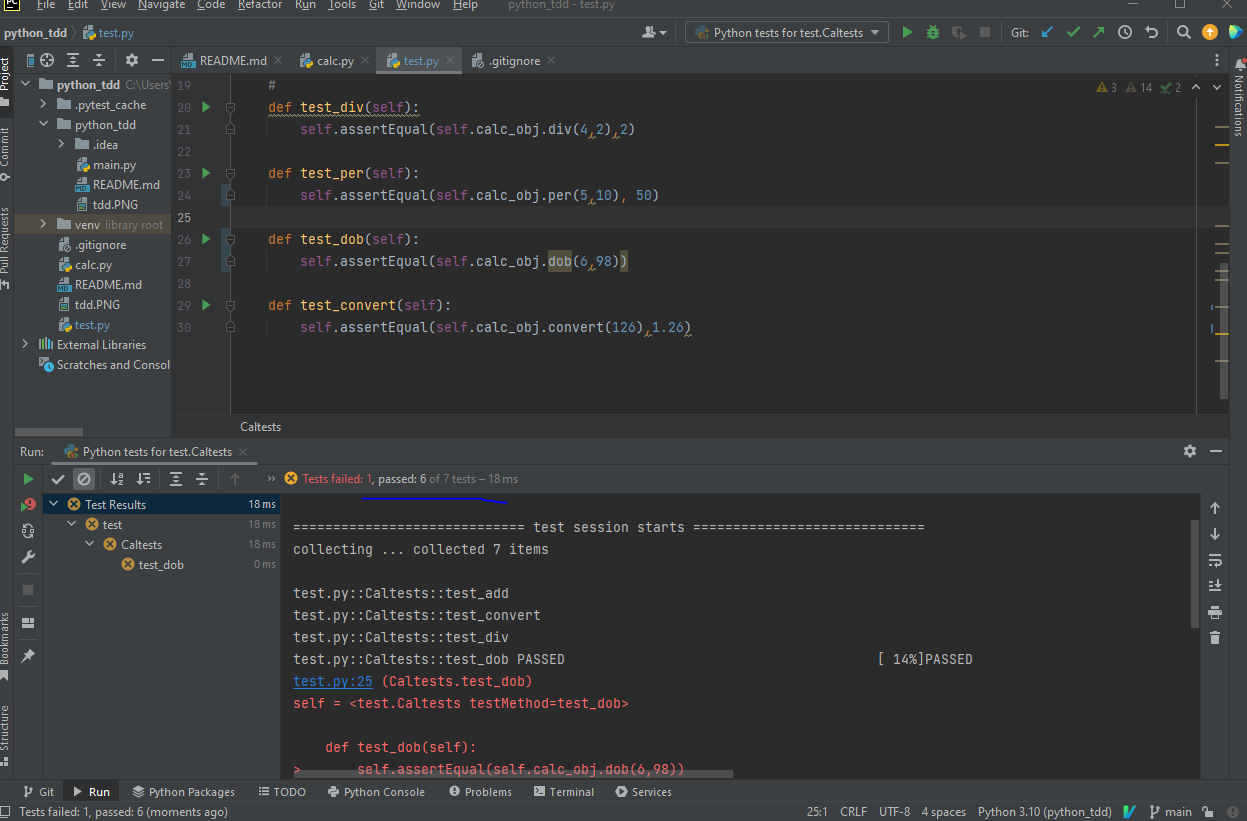 PC File Edit View Navigate Code Refactor Run Tools Git Window Help python_tdd - test.py
python_tdd test.py Python tests for test.Caltests Git:
Project README.md calc.py test.py .gitignore
python_tdd C:\Users\
.pytest_cache
python_tdd
.idea
main.py
README.md
tdd.PNG
venv library root
.gitignore
calc.py
README.md
tdd.PNG
test.py
External Libraries
Scratches and Consol
Commit
Pull Requests
Bookmarks
Structure
Notifications
3 14 2
19 #
20 def test_div(self):
21 self.assertEqual(self.calc_obj.div(4,2),2)
22
23 def test_per(self):
24 self.assertEqual(self.calc_obj.per(5,10), 50)
25
26 def test_dob(self):
27 self.assertEqual(self.calc_obj.dob(6,98))
28
29 def test_convert(self):
30 self.assertEqual(self.calc_obj.convert(126),1.26)
Caltests
Run: Python tests for test.Caltests
Tests failed: 1, passed: 6 of 7 tests – 18 ms
Test Results 18 ms
test 18 ms
Caltests 18 ms
test_dob 0 ms
============================= test session starts =============================
collecting ... collected 7 items
test.py::Caltests::test_add
test.py::Caltests::test_convert
test.py::Caltests::test_div
test.py::Caltests::test_dob PASSED [ 14%]PASSED
test.py:25 (Caltests.test_dob)
self = <test.Caltests testMethod=test_dob>
def test_dob(self):
> self.assertEqual(self.calc_obj.dob(6,98))
Git Run Python Packages TODO Python Console Problems Terminal Services
Tests failed: 1, passed: 6 (moments ago) 25:1 CRLF UTF-8 4 spaces Python 3.10 (python_tdd) main